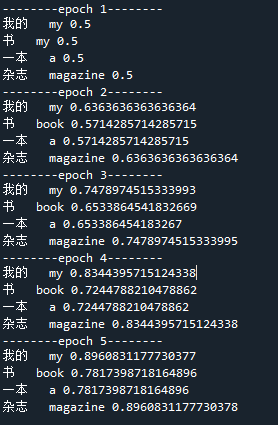 --------epoch 1--------
我的 my 0.5
书 my 0.5
一本 a 0.5
杂志 magazine 0.5
--------epoch 2--------
我的 my 0.6363636363636364
书 book 0.5714285714285715
一本 a 0.5714285714285715
杂志 magazine 0.6363636363636364
--------epoch 3--------
我的 my 0.7478974515333993
书 book 0.6533864541832669
一本 a 0.653386454183267
杂志 magazine 0.7478974515333995
--------epoch 4--------
我的 my 0.8344395715124338
书 book 0.7244788210478862
一本 a 0.7244788210478862
杂志 magazine 0.8344395715124338
--------epoch 5--------
我的 my 0.8960831177730377
书 book 0.7817398718164896
一本 a 0.7817398718164896
杂志 magazine 0.8960831177730378